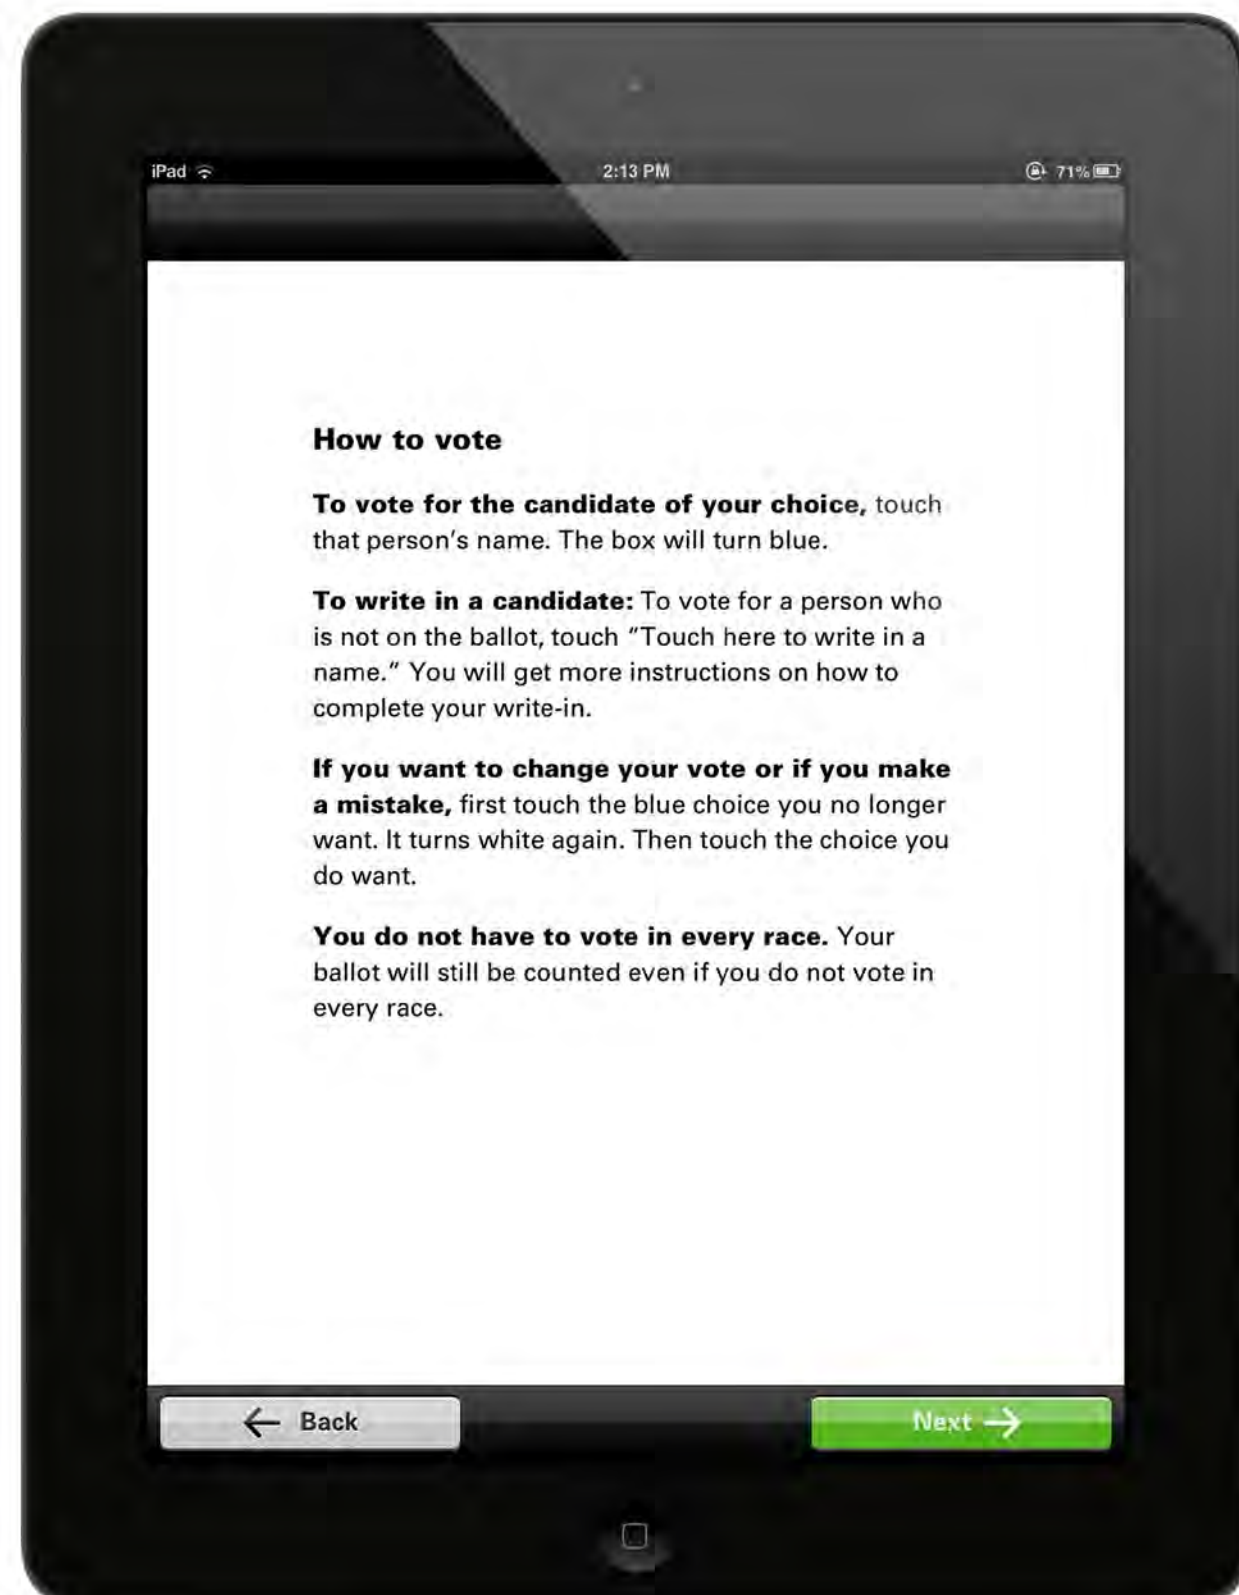 iPad 2:13 PM 71%
How to vote
To vote for the candidate of your choice, touch
that person's name. The box will turn blue.
To write in a candidate: To vote for a person who
is not on the ballot, touch "Touch here to write in a
name." You will get more instructions on how to
complete your write-in.
If you want to change your vote or if you make
a mistake, first touch the blue choice you no longer
want. It turns white again. Then touch the choice you
do want.
You do not have to vote in every race. Your
ballot will still be counted even if you do not vote in
every race.
← Back Next →